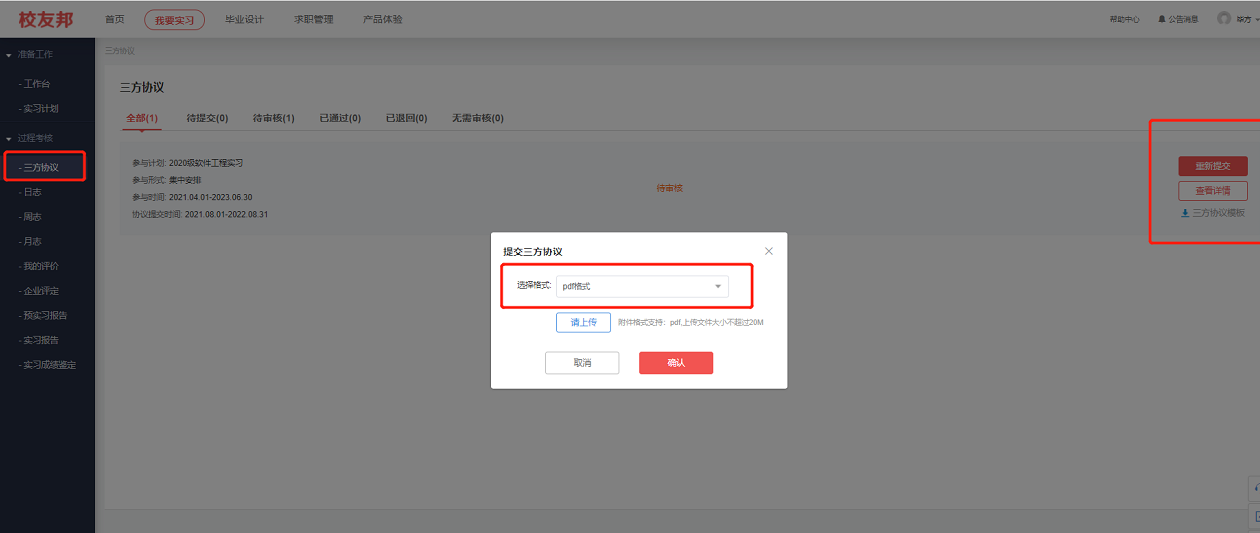 校友邦 首页 我要实习 毕业设计 求职管理 产品体验 帮助中心 公告消息 毕方
准备工作
- 工作台
- 实习计划
过程考核
- 三方协议
- 日志
- 周志
- 月志
- 我的评价
- 企业评定
- 预实习报告
- 实习报告
- 实习成绩鉴定
三方协议
三方协议
全部(1) 待提交(0) 待审核(1) 已通过(0) 已退回(0) 无需审核(0)
参与计划: 2020级软件工程实习
参与形式: 集中安排
参与时间: 2021.04.01-2023.06.30
协议提交时间: 2021.08.01-2022.08.31
待审核
重新提交
查看详情
三方协议模板
提交三方协议
选择格式: pdf格式
请上传 附件格式支持：pdf,上传文件大小不超过20M
取消 确认